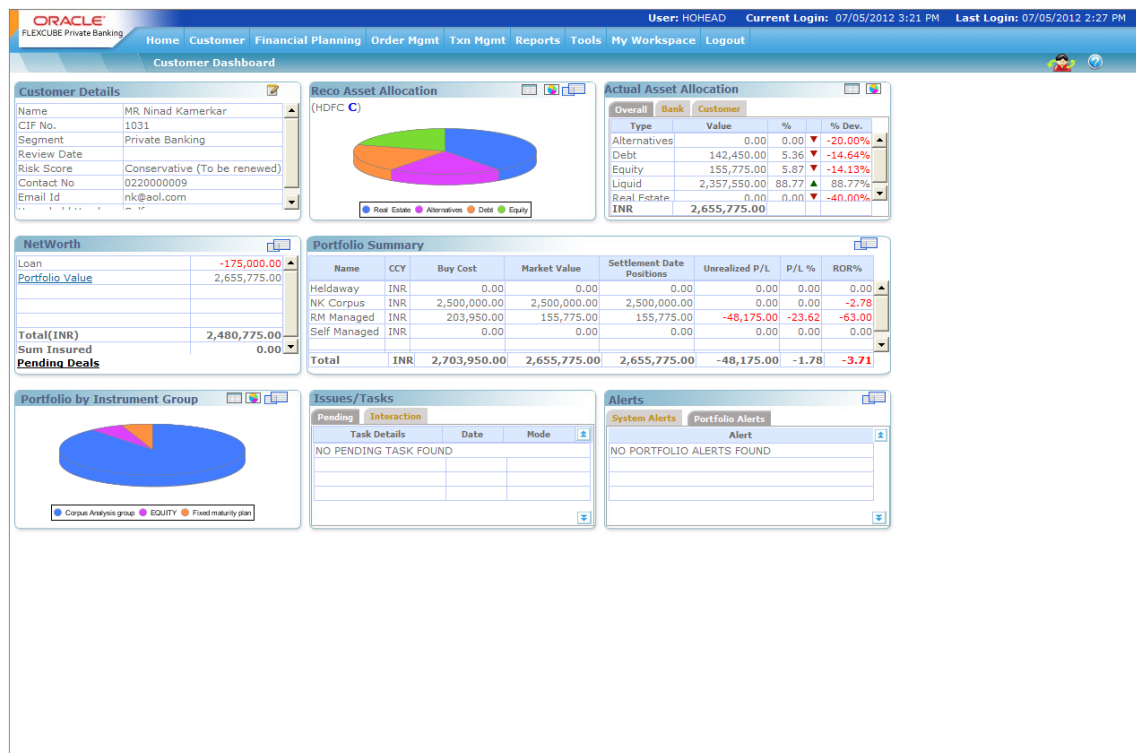 ORACLE
FLEXCUBE Private Banking
User: HOHEAD Current Login: 07/05/2012 3:21 PM Last Login: 07/05/2012 2:27 PM
Home Customer Financial Planning Order Mgmt Txn Mgmt Reports Tools My Workspace Logout
Customer Dashboard
Customer Details
Name MR Ninad Kamerkar
CIF No. 1031
Segment Private Banking
Review Date
Risk Score Conservative (To be renewed)
Contact No 0220000009
Email Id nk@aol.com
Reco Asset Allocation
(HDFC C)
Real Estate Alternatives Debt Equity
Actual Asset Allocation
Overall Bank Customer
Type Value % % Dev.
Alternatives 0.00 0.00 -20.00%
Debt 142,450.00 5.36 -14.64%
Equity 155,775.00 5.87 -14.13%
Liquid 2,357,550.00 88.77 88.77%
Real Estate 0.00 0.00 -40.00%
INR 2,655,775.00
NetWorth
Loan -175,000.00
Portfolio Value 2,655,775.00
Total(INR) 2,480,775.00
Sum Insured 0.00
Pending Deals
Portfolio Summary
Name CCY Buy Cost Market Value Settlement Date Positions Unrealized P/L P/L % ROR%
Heldaway INR 0.00 0.00 0.00 0.00 0.00 0.00
NK Corpus INR 2,500,000.00 2,500,000.00 2,500,000.00 0.00 0.00 -2.78
RM Managed INR 203,950.00 155,775.00 155,775.00 -48,175.00 -23.62 -63.00
Self Managed INR 0.00 0.00 0.00 0.00 0.00 0.00
Total INR 2,703,950.00 2,655,775.00 2,655,775.00 -48,175.00 -1.78 -3.71
Portfolio by Instrument Group
Corpus Analysis group EQUITY Fixed maturity plan
Issues/Tasks
Pending Interaction
Task Details Date Mode
NO PENDING TASK FOUND
Alerts
System Alerts Portfolio Alerts
Alert
NO PORTFOLIO ALERTS FOUND